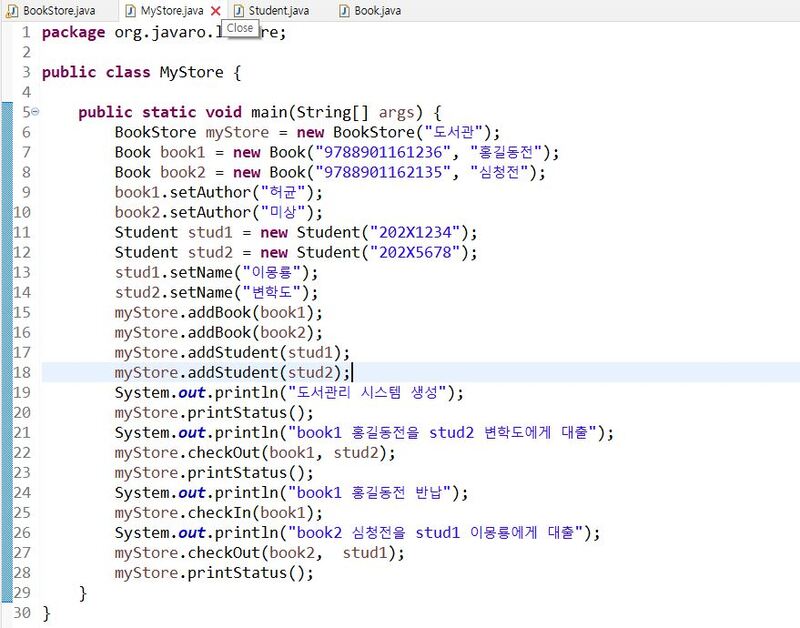 BookStore.java MyStore.java Student.java Book.java
Close
1 package org.javaro.
2
3 public class MyStore {
4
5 public static void main(String[] args) {
6 BookStore myStore = new BookStore("도서관");
7 Book book1 = new Book("9788901161236", "홍길동전");
8 Book book2 = new Book("9788901162135", "심청전");
9 book1.setAuthor("허균");
10 book2.setAuthor("미상");
11 Student stud1 = new Student("202X1234");
12 Student stud2 = new Student("202X5678");
13 stud1.setName("이몽룡");
14 stud2.setName("변학도");
15 myStore.addBook(book1);
16 myStore.addBook(book2);
17 myStore.addStudent(stud1);
18 myStore.addStudent(stud2);
19 System.out.println("도서관리 시스템 생성");
20 myStore.printStatus();
21 System.out.println("book1 홍길동전을 stud2 변학도에게 대출");
22 myStore.checkOut(book1, stud2);
23 myStore.printStatus();
24 System.out.println("book1 홍길동전 반납");
25 myStore.checkIn(book1);
26 System.out.println("book2 심청전을 stud1 이몽룡에게 대출");
27 myStore.checkOut(book2,  stud1);
28 myStore.printStatus();
29 }
30 }